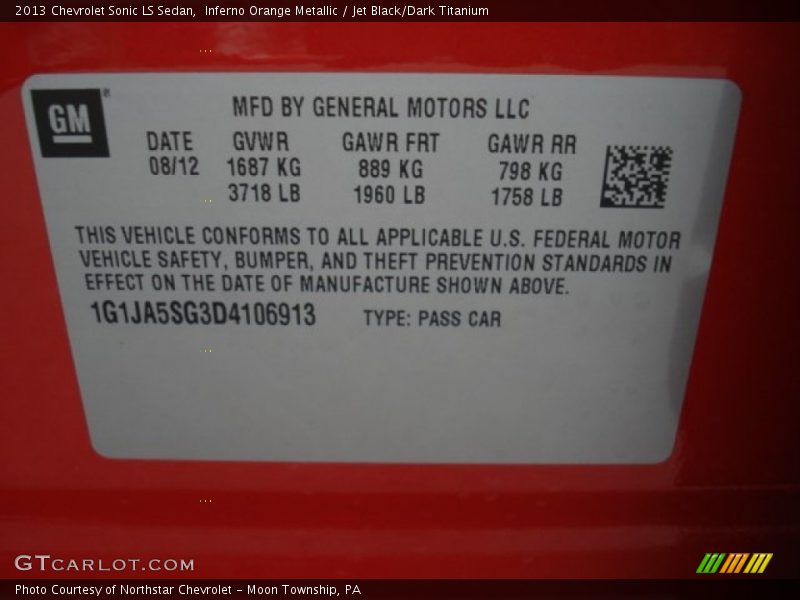 2013 Chevrolet Sonic LS Sedan, Inferno Orange Metallic / Jet Black/Dark Titanium
GM®
MFD BY GENERAL MOTORS LLC
DATE GVWR GAWR FRT GAWR RR
08/12 1687 KG 889 KG 798 KG
3718 LB 1960 LB 1758 LB
THIS VEHICLE CONFORMS TO ALL APPLICABLE U.S. FEDERAL MOTOR
VEHICLE SAFETY, BUMPER, AND THEFT PREVENTION STANDARDS IN
EFFECT ON THE DATE OF MANUFACTURE SHOWN ABOVE.
1G1JA5SG3D4106913 TYPE: PASS CAR
GTCARLOT.COM
Photo Courtesy of Northstar Chevrolet - Moon Township, PA